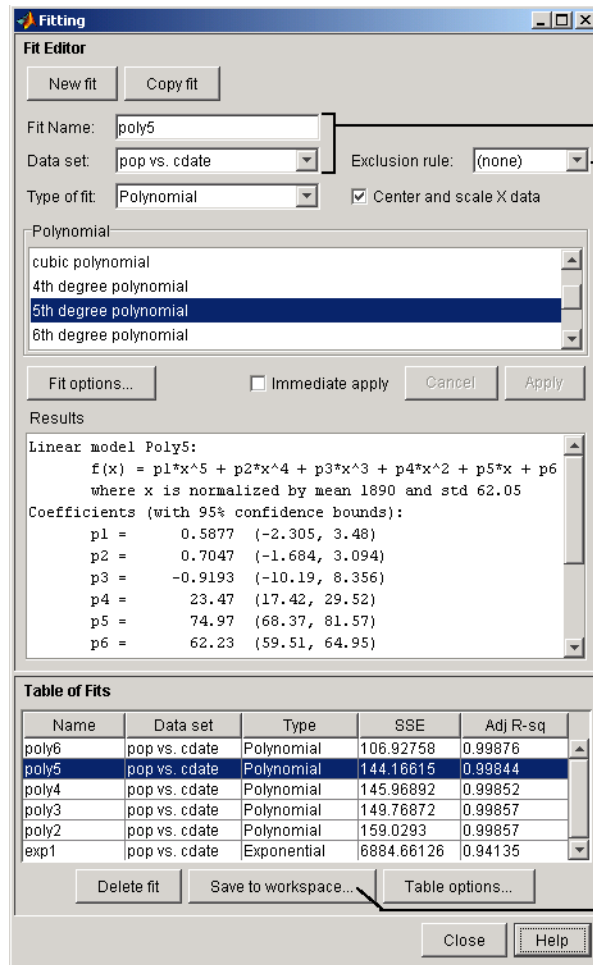 Fitting
Fit Editor
New fit Copy fit
Fit Name: poly5
Data set: pop vs. cdate Exclusion rule: (none)
Type of fit: Polynomial Center and scale X data
Polynomial
cubic polynomial
4th degree polynomial
5th degree polynomial
6th degree polynomial
Fit options... Immediate apply Cancel Apply
Results
Linear model Poly5:
f(x) = p1*x^5 + p2*x^4 + p3*x^3 + p4*x^2 + p5*x + p6
where x is normalized by mean 1890 and std 62.05
Coefficients (with 95% confidence bounds):
p1 = 0.5877 (-2.305, 3.48)
p2 = 0.7047 (-1.684, 3.094)
p3 = -0.9193 (-10.19, 8.356)
p4 = 23.47 (17.42, 29.52)
p5 = 74.97 (68.37, 81.57)
p6 = 62.23 (59.51, 64.95)
Table of Fits
Name Data set Type SSE Adj R-sq
poly6 pop vs. cdate Polynomial 106.92758 0.99876
poly5 pop vs. cdate Polynomial 144.16615 0.99844
poly4 pop vs. cdate Polynomial 145.96892 0.99852
poly3 pop vs. cdate Polynomial 149.76872 0.99857
poly2 pop vs. cdate Polynomial 159.0293 0.99857
exp1 pop vs. cdate Exponential 6884.66126 0.94135
Delete fit Save to workspace... Table options...
Close Help